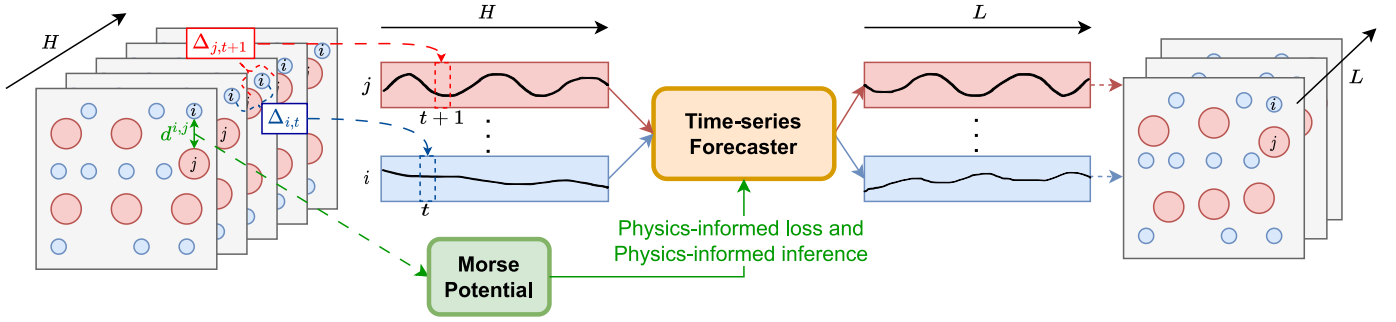 H
Δ_{j,t+1}
i
i
i
i
i
Δ_{i,t}
d^{i,j}
j
j
H
j
t + 1
i
t
Time-series
Forecaster
Physics-informed loss and
Physics-informed inference
Morse
Potential
L
i
j
L